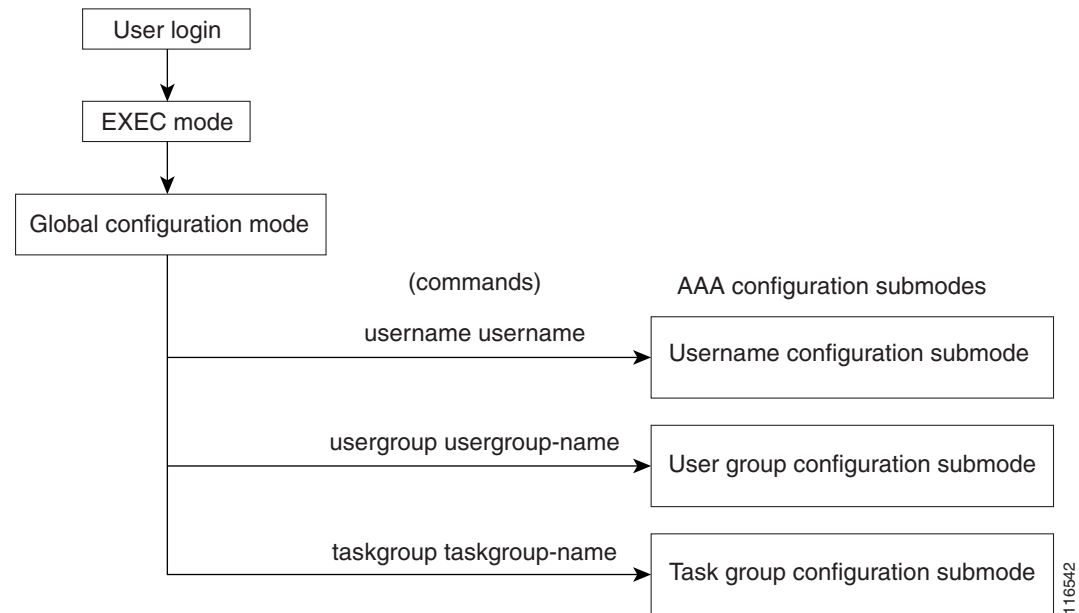 User login
EXEC mode
Global configuration mode
(commands)
AAA configuration submodes
username username
Username configuration submode
usergroup usergroup-name
User group configuration submode
taskgroup taskgroup-name
Task group configuration submode
116542